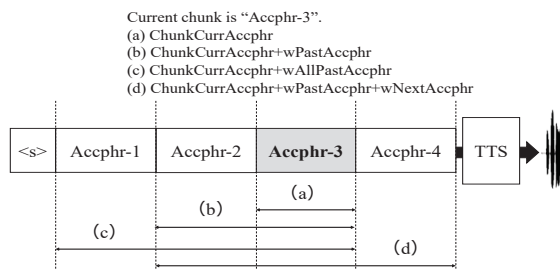 Current chunk is “Accphr-3”.
(a) ChunkCurrAccphr
(b) ChunkCurrAccphr+wPastAccphr
(c) ChunkCurrAccphr+wAllPastAccphr
(d) ChunkCurrAccphr+wPastAccphr+wNextAccphr
<s> Accphr-1 Accphr-2 Accphr-3 Accphr-4 TTS
(a)
(b)
(c)
(d)